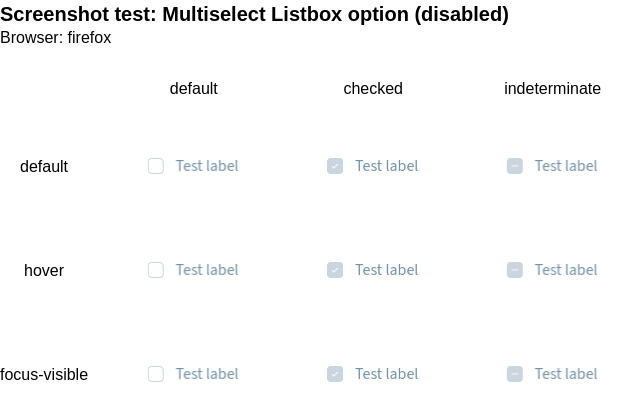 Screenshot test: Multiselect Listbox option (disabled)
Browser: firefox
default checked indeterminate
default Test label Test label Test label
hover Test label Test label Test label
focus-visible Test label Test label Test label